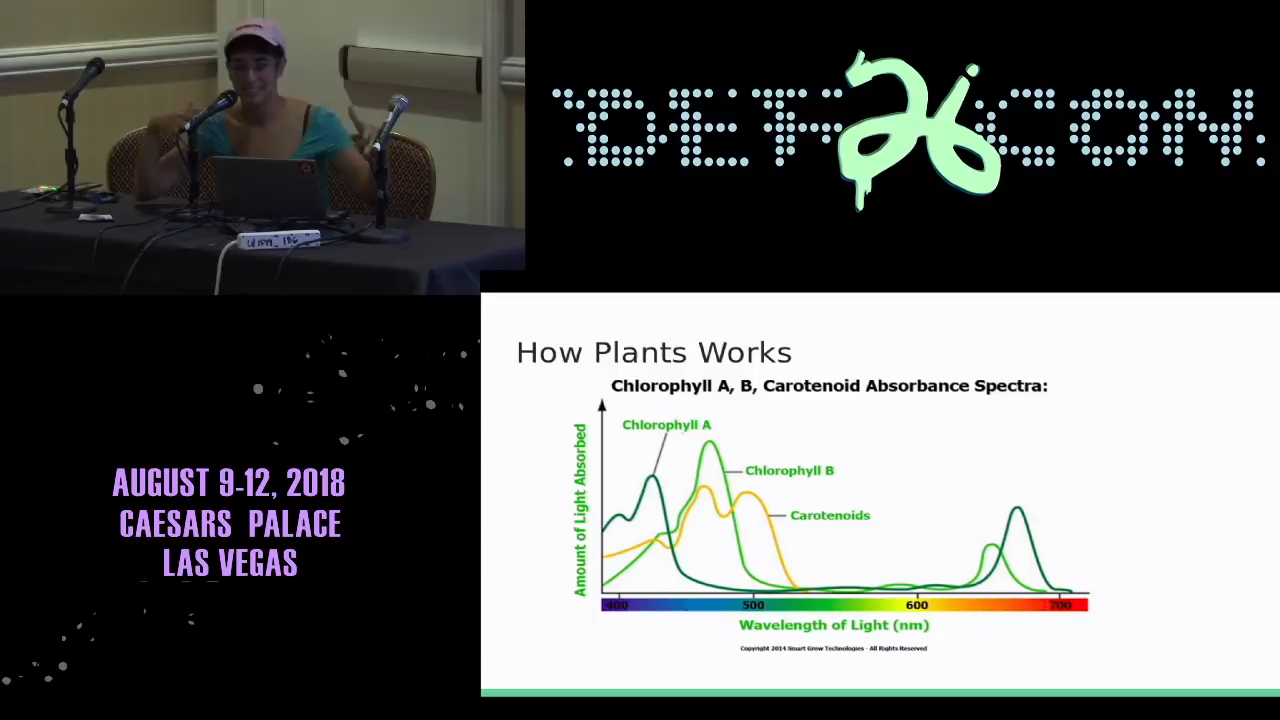 DEF 26 CON
AUGUST 9-12, 2018
CAESARS PALACE
LAS VEGAS
How Plants Works
Chlorophyll A, B, Carotenoid Absorbance Spectra:
Amount of Light Absorbed
Chlorophyll A
Chlorophyll B
Carotenoids
400
500
600
700
Wavelength of Light (nm)
Copyright 2014 Smart Grow Technologies - All Rights Reserved